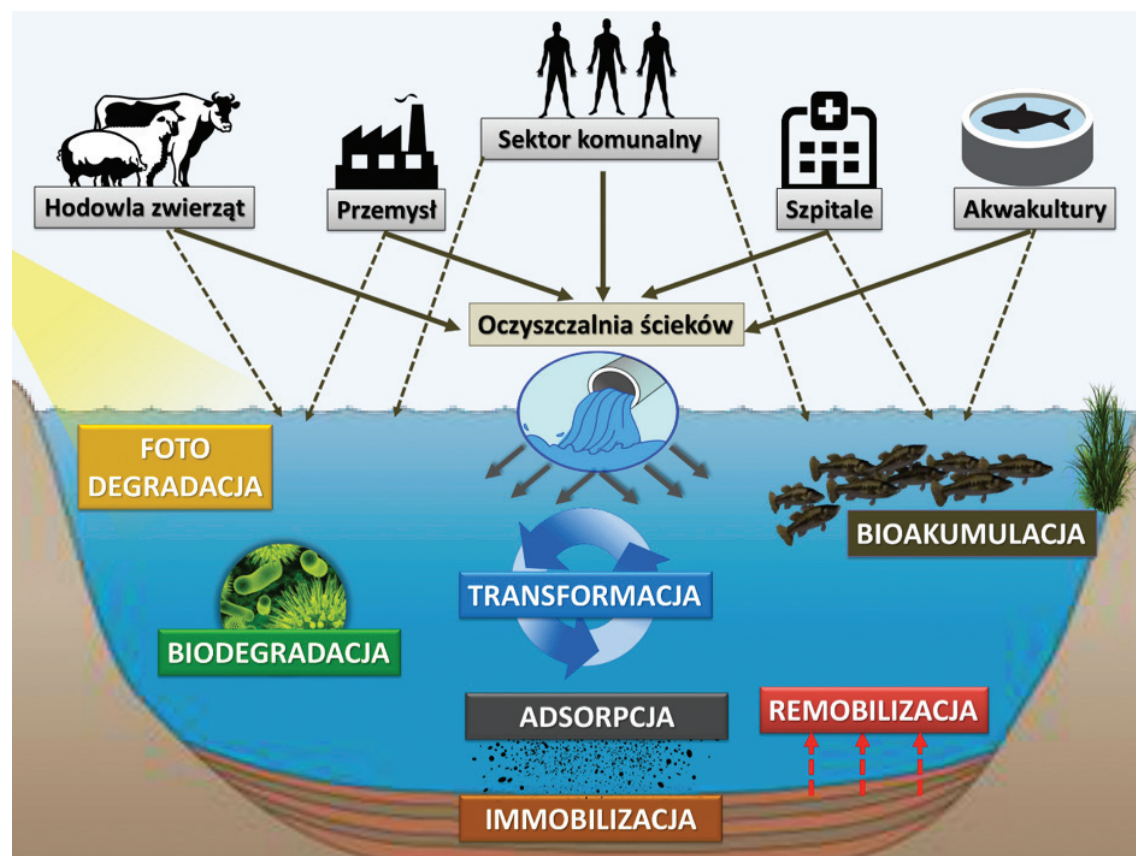 Sektor komunalny
Hodowla zwierząt
Przemysł
Szpitale
Akwakultury
Oczyszczalnia ścieków
FOTO
DEGRADACJA
BIOAKUMULACJA
TRANSFORMACJA
BIODEGRADACJA
ADSORPCJA
REMOBILIZACJA
IMMOBILIZACJA